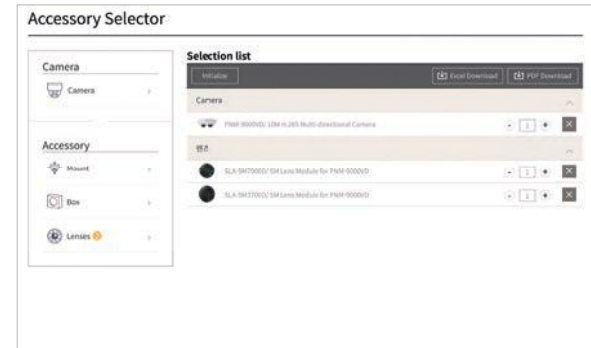 Accessory Selector
Camera
Camera
Accessory
Mount
Box
Lenses 2
Selection list
Initialize
Excel Download
PDF Download
Camera
PNM-9000VD/ 10M H.265 Multi-directional Camera
- 1 +
렌즈
SLA-5M7000D/ 5M Lens Module for PNM-9000VD
- 1 +
SLA-5M3700D/ 5M Lens Module for PNM-9000VD
- 1 +